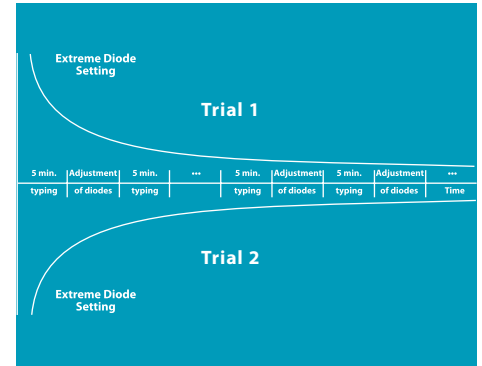 Extreme Diode
Setting
Trial 1
5 min. Adjustment 5 min. ... 5 min. Adjustment 5 min. Adjustment ...
typing of diodes typing typing of diodes typing of diodes Time
Trial 2
Extreme Diode
Setting